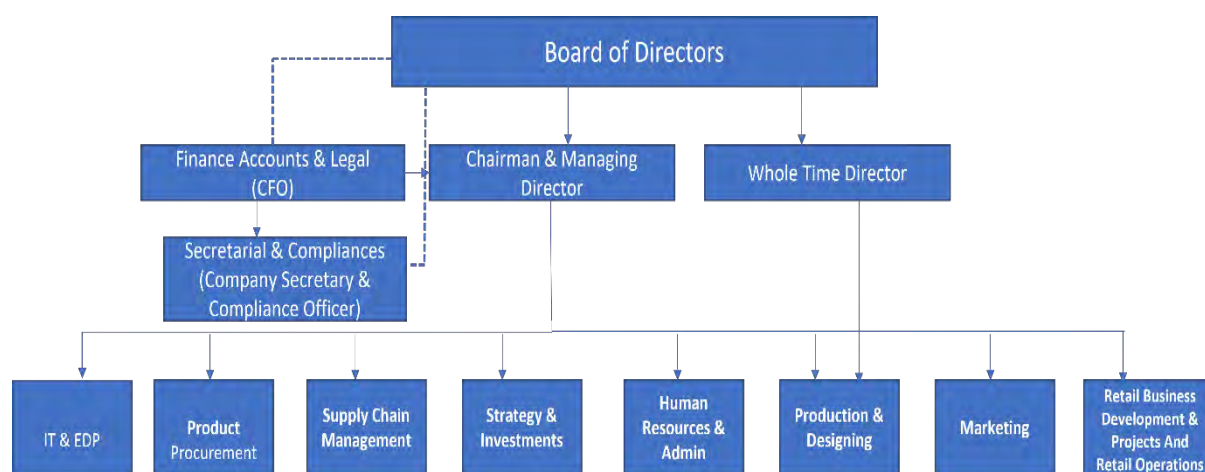 Board of Directors
Finance Accounts & Legal
(CFO)
Chairman & Managing
Director
Whole Time Director
Secretarial & Compliances
(Company Secretary &
Compliance Officer)
IT & EDP
Product
Procurement
Supply Chain
Management
Strategy &
Investments
Human
Resources &
Admin
Production &
Designing
Marketing
Retail Business
Development &
Projects And
Retail Operations